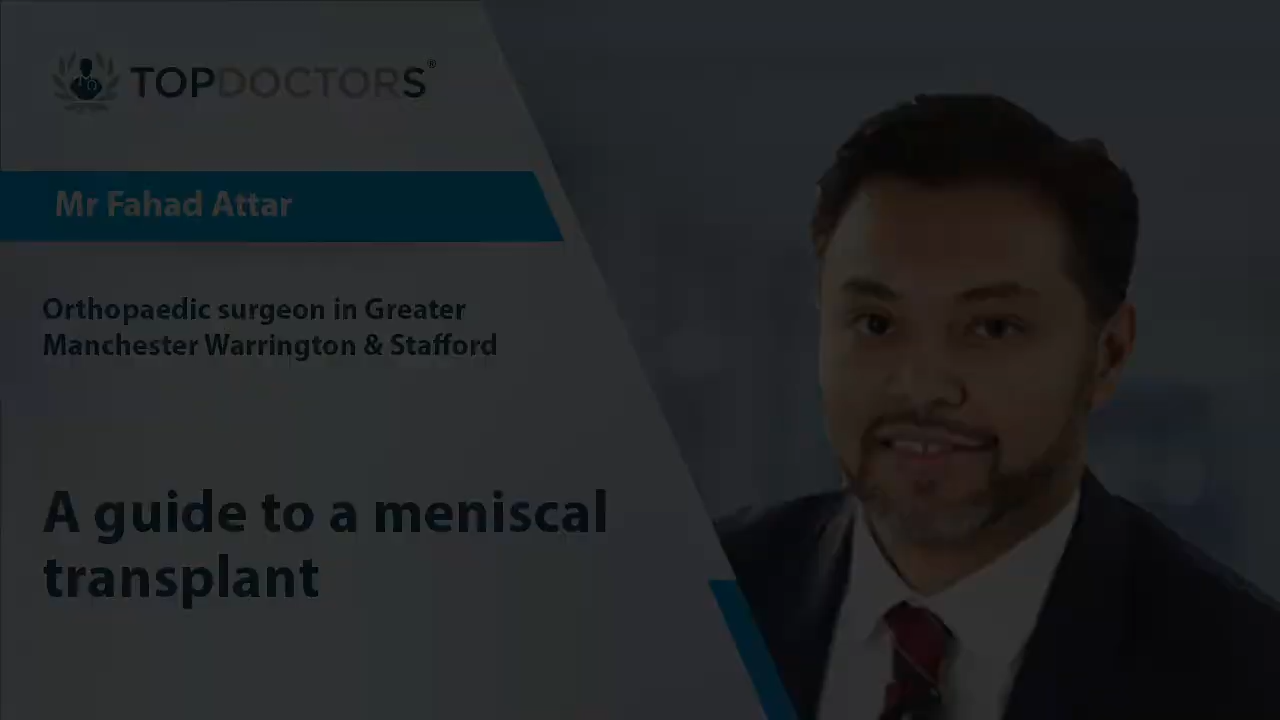 TOPDOCTORS®
Mr Fahad Attar
Orthopaedic surgeon in Greater
Manchester Warrington & Stafford
A guide to a meniscal
transplant